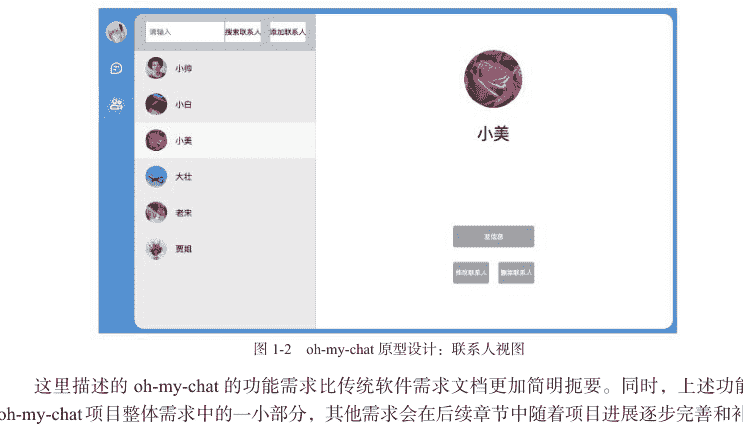 请输入 搜索联系人 添加联系人
小帅
小白
小美
大壮
老宋
贾姐
小美
发信息
修改联系人 删除联系人
图 1-2 oh-my-chat 原型设计：联系人视图
这里描述的 oh-my-chat 的功能需求比传统软件需求文档更加简明扼要。同时，上述功能
oh-my-chat 项目整体需求中的一小部分，其他需求会在后续章节中随着项目进展逐步完善和补